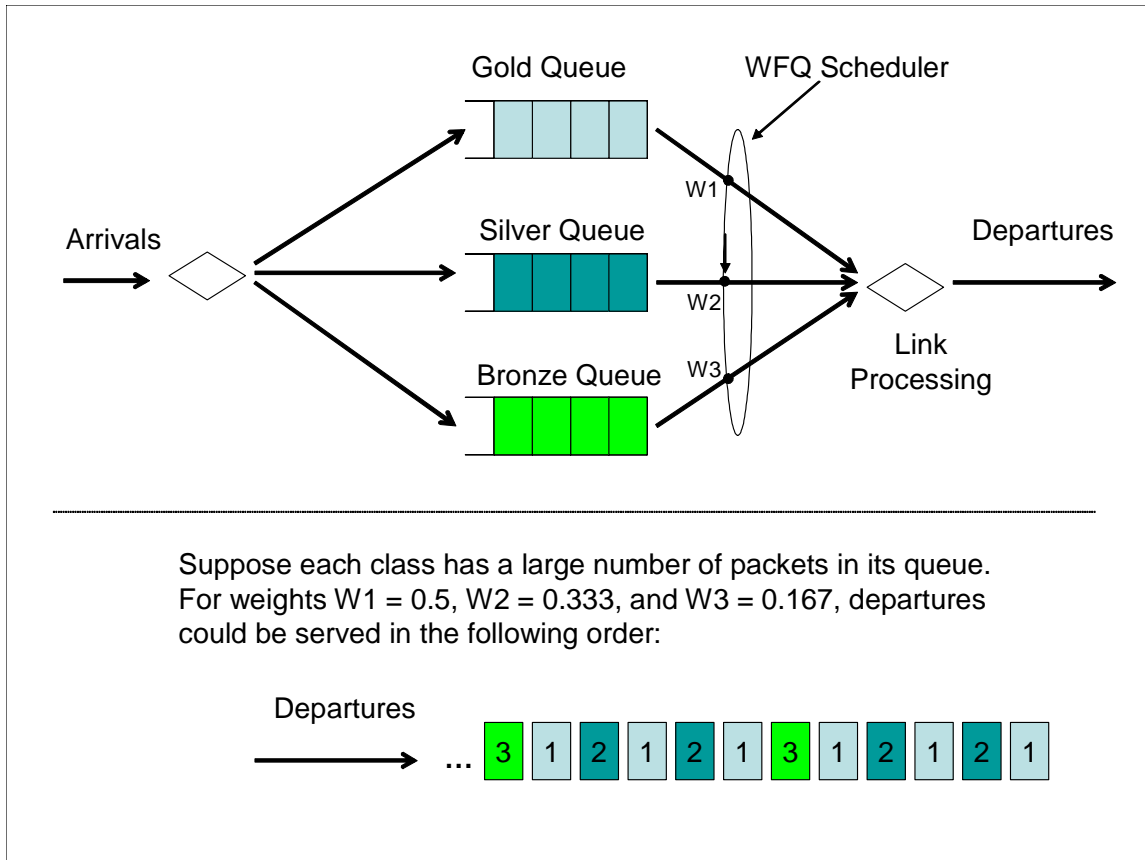 Gold Queue
WFQ Scheduler
W1
Arrivals
Silver Queue
Departures
W2
Link
Processing
W3
Bronze Queue
Suppose each class has a large number of packets in its queue.
For weights W1 = 0.5, W2 = 0.333, and W3 = 0.167, departures
could be served in the following order:
Departures
... 3 1 2 1 2 1 3 1 2 1 2 1